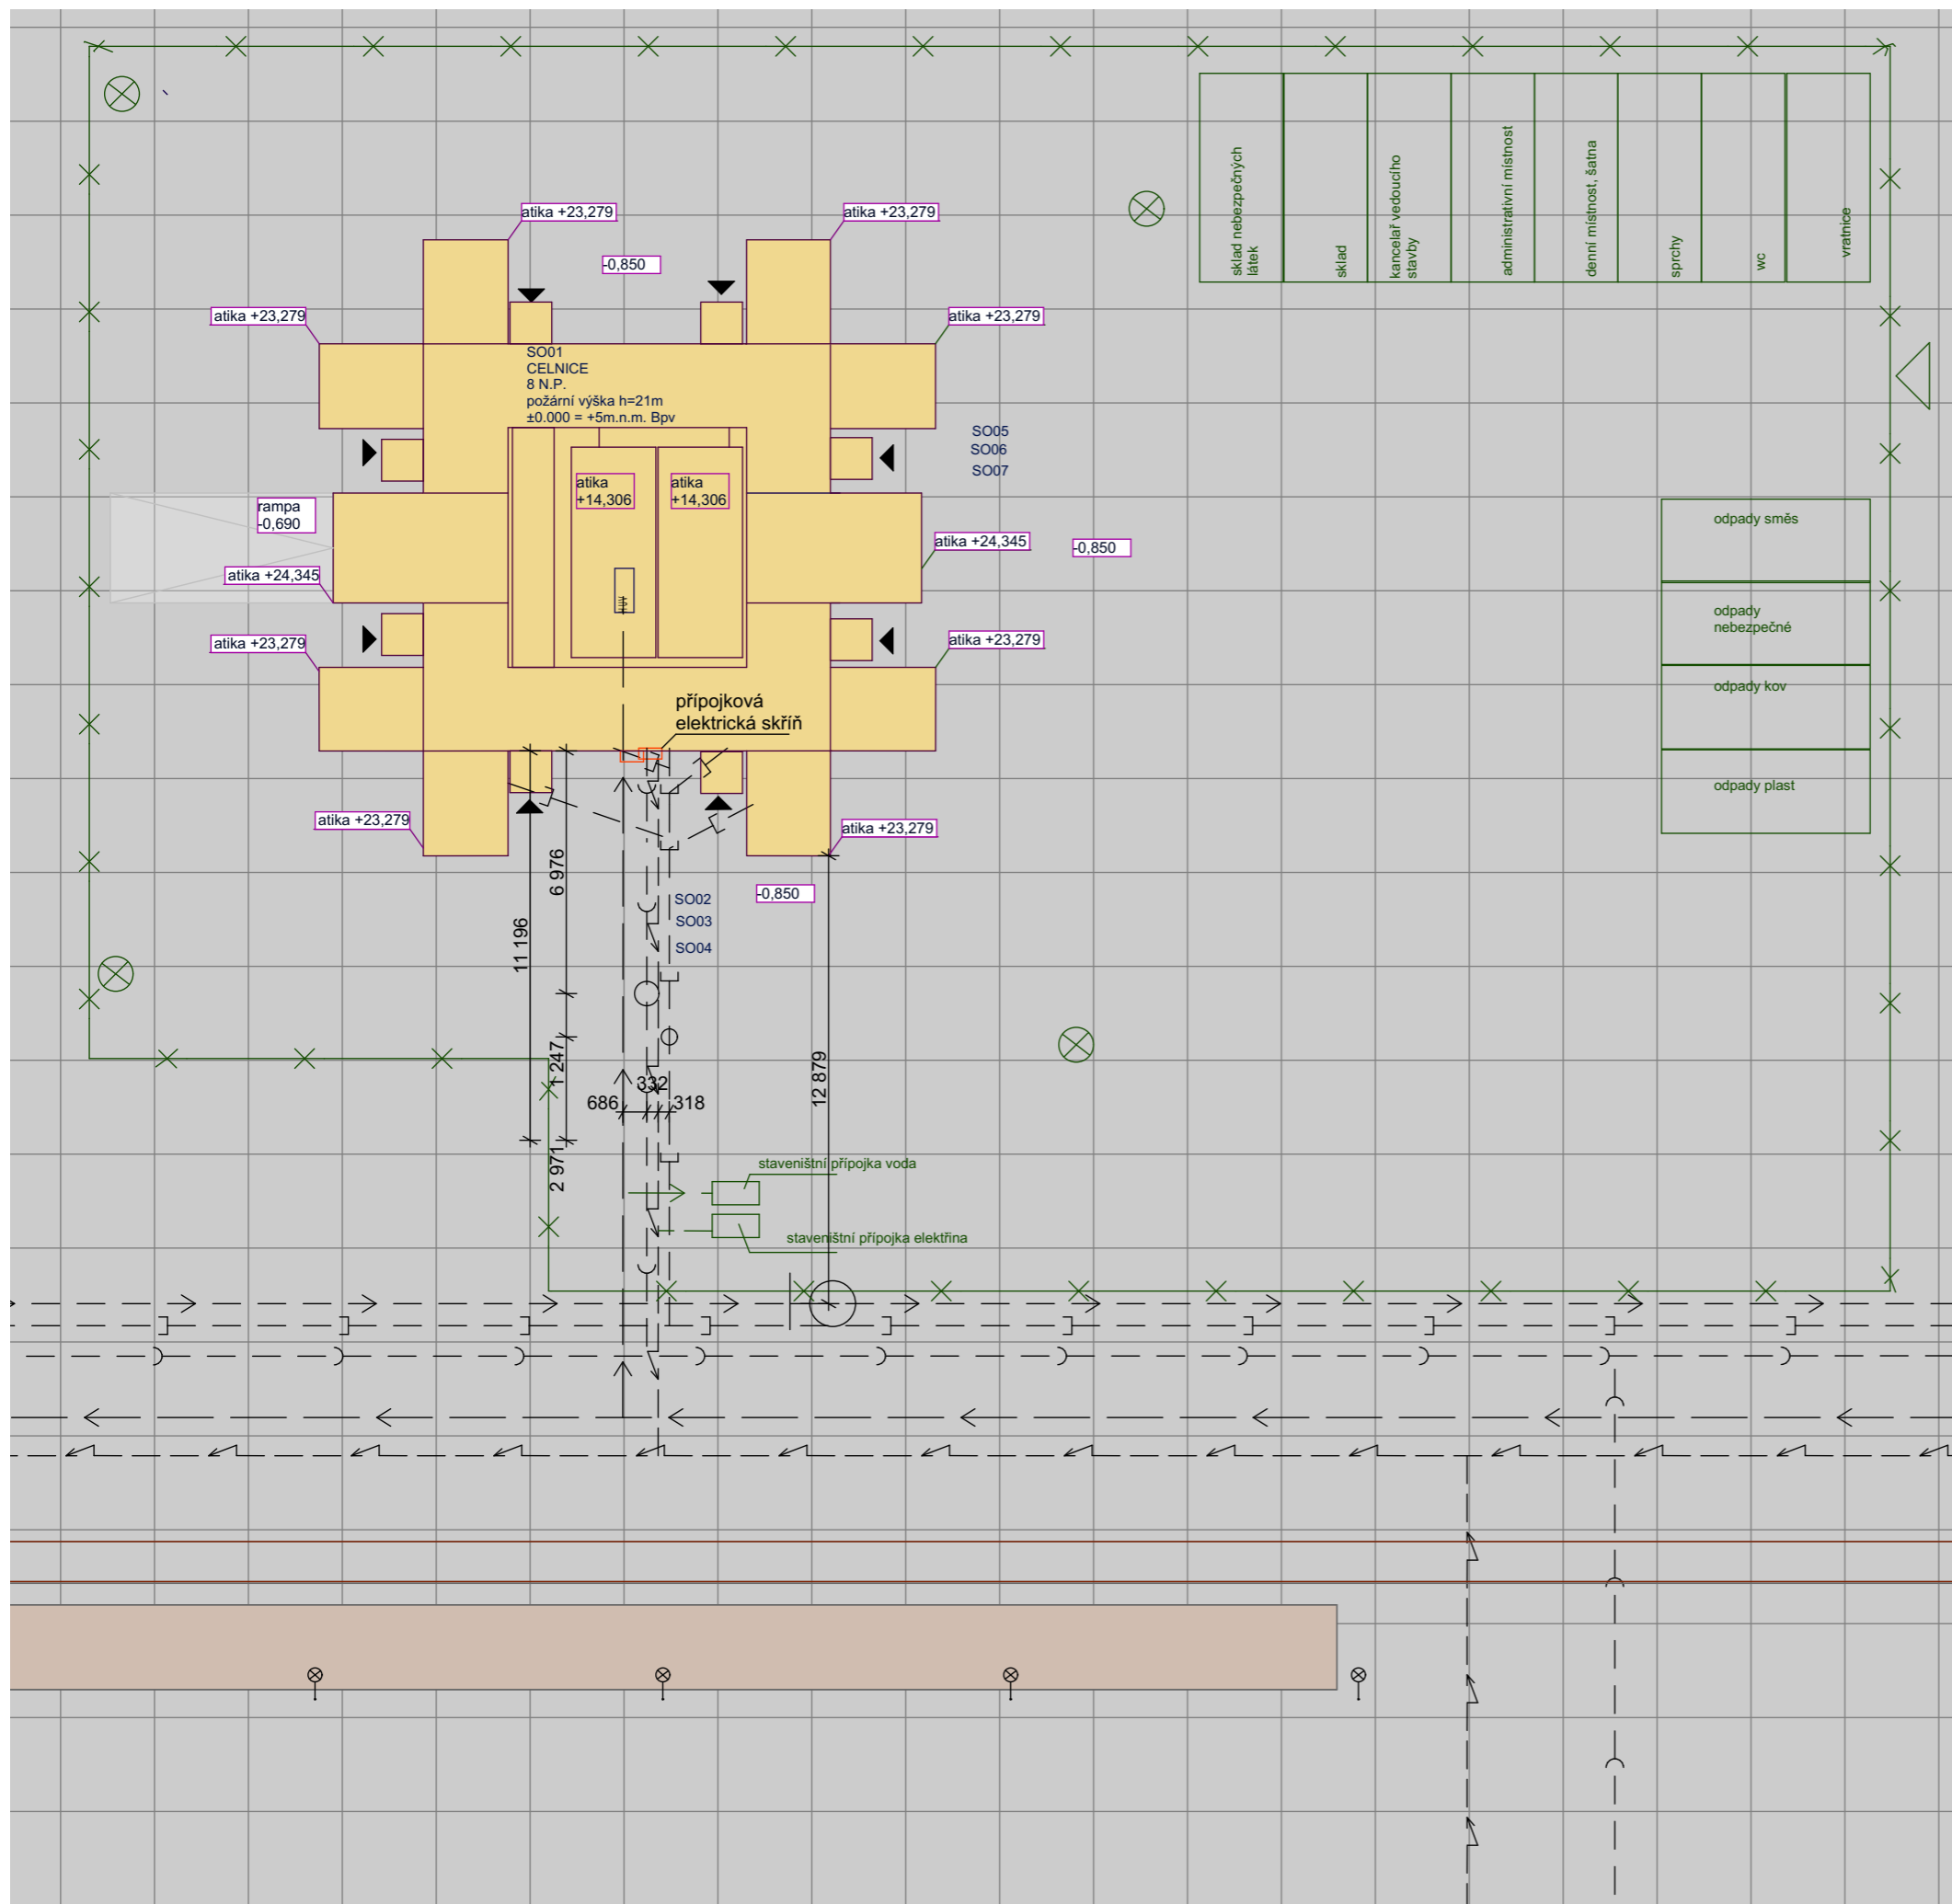 sklad nebezpečných
látek
sklad
kancelař vedoucího
stavby
administrativní místnost
denní místnost, šatna
sprchy
wc
vratnice
atika +23,279
atika +23,279
-0,850
atika +23,279
atika +23,279
SO01
CELNICE
8 N.P.
požární výška h=21m
±0.000 = +5m.n.m. Bpv
SO05
SO06
SO07
atika
+14,306
atika
+14,306
rampa
-0,690
odpady směs
atika +24,345
-0,850
atika +24,345
HUV
odpady
nebezpečné
atika +23,279
atika +23,279
odpady kov
přípojková
elektrická skříň
odpady plast
atika +23,279
atika +23,279
6 976
-0,850
SO02
SO03
SO04
11 196
1 247
12 879
332
686
318
2 971
staveništní přípojka voda
staveništní přípojka elektřina